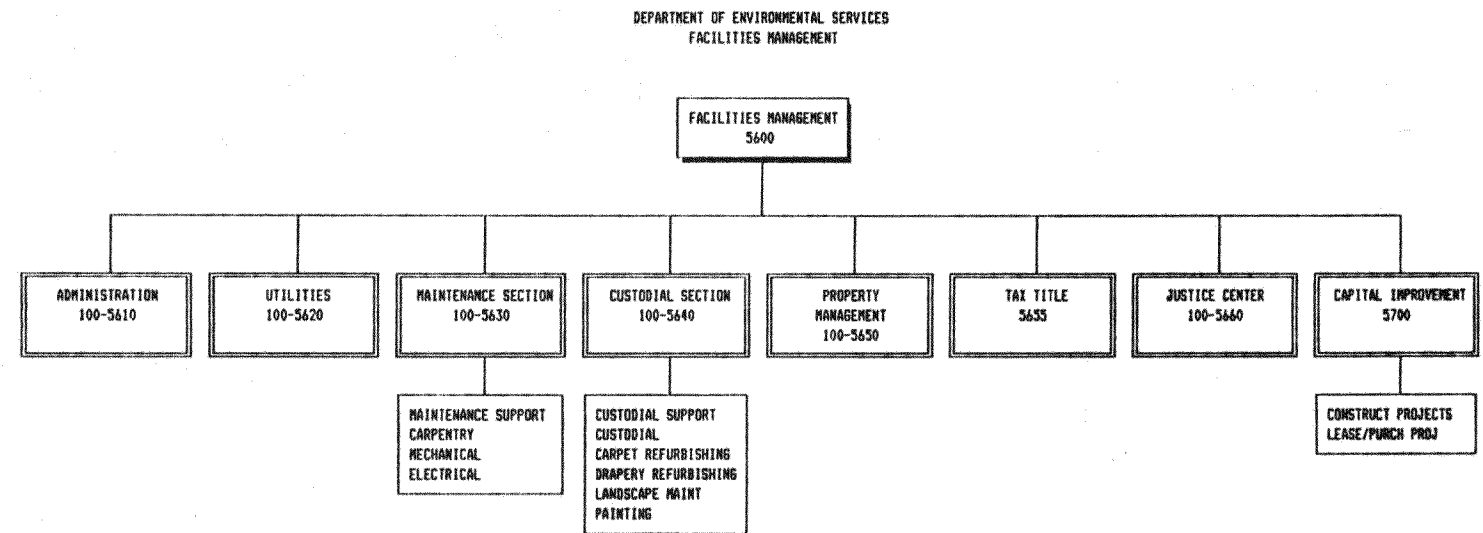 DEPARTMENT OF ENVIRONMENTAL SERVICES
FACILITIES MANAGEMENT
FACILITIES MANAGEMENT
5600
ADMINISTRATION
100-5610
UTILITIES
100-5620
MAINTENANCE SECTION
100-5630
CUSTODIAL SECTION
100-5640
PROPERTY
MANAGEMENT
100-5650
TAX TITLE
5655
JUSTICE CENTER
100-5660
CAPITAL IMPROVEMENT
5700
MAINTENANCE SUPPORT
CARPENTRY
MECHANICAL
ELECTRICAL
CUSTODIAL SUPPORT
CUSTODIAL
CARPET REFURBISHING
DRAPERY REFURBISHING
LANDSCAPE MAINT
PAINTING
CONSTRUCT PROJECTS
LEASE/PURCH PROJ